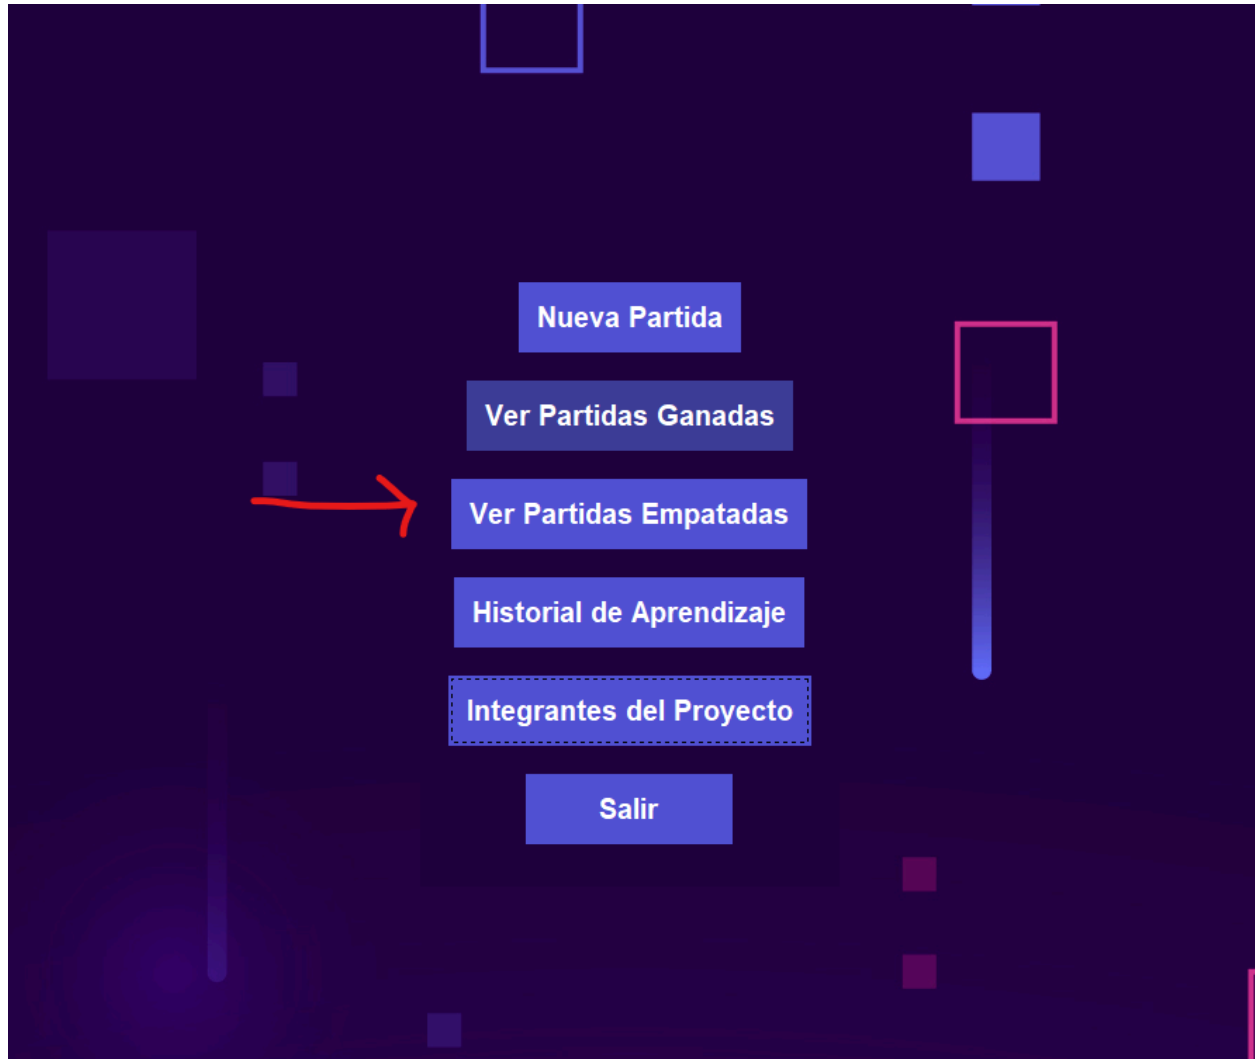 Nueva Partida
Ver Partidas Ganadas
Ver Partidas Empatadas
Historial de Aprendizaje
Integrantes del Proyecto
Salir